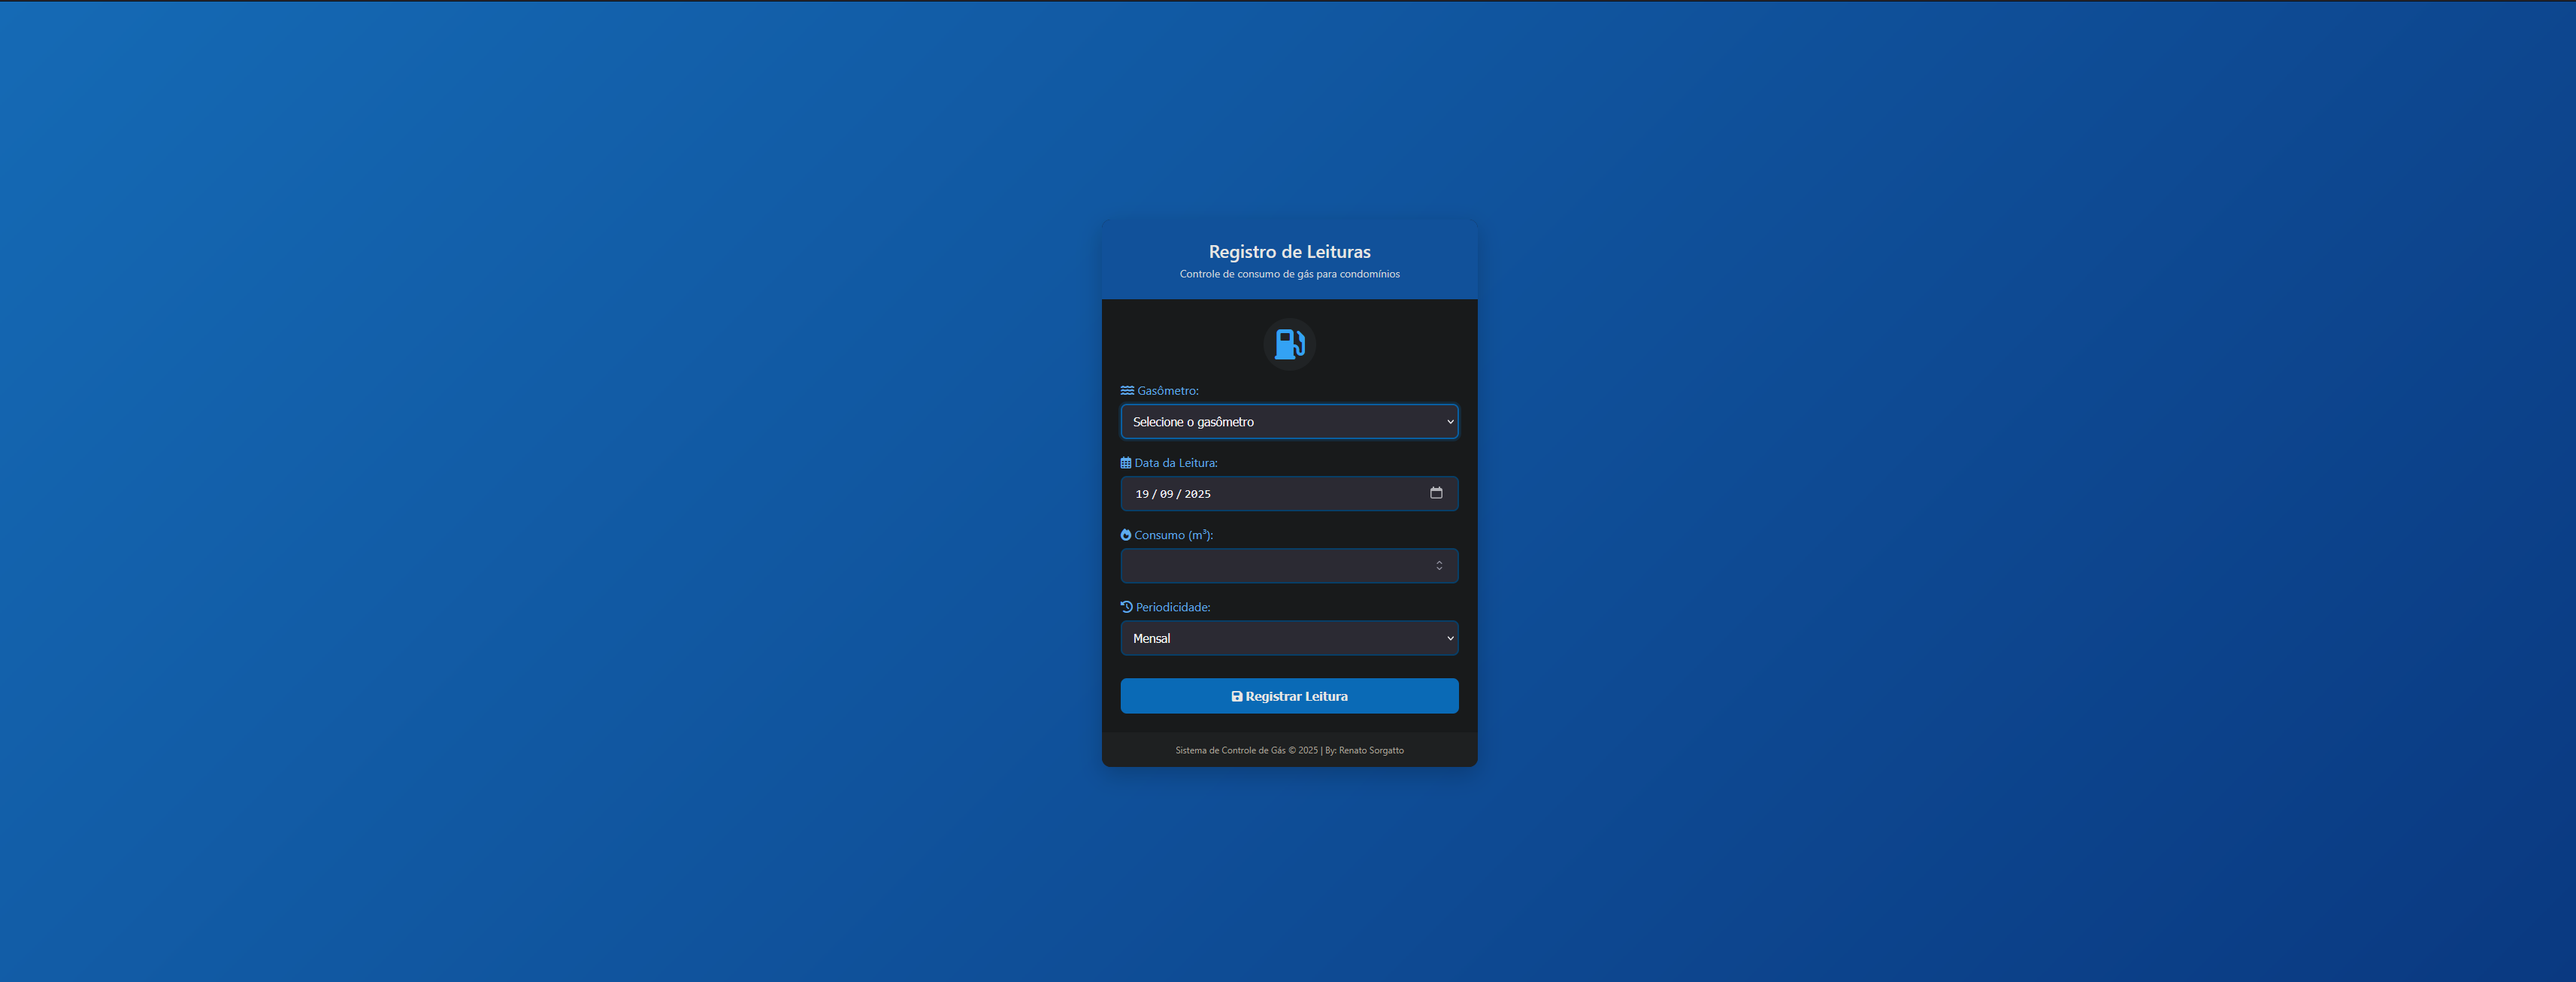 Registro de Leituras
Controle de consumo de gás para condomínios
Gasômetro:
Selecione o gasômetro
Data da Leitura:
19 / 09 / 2025
Consumo (m³):
Periodicidade:
Mensal
Registrar Leitura
Sistema de Controle de Gás © 2025 | By: Renato Sorgatto